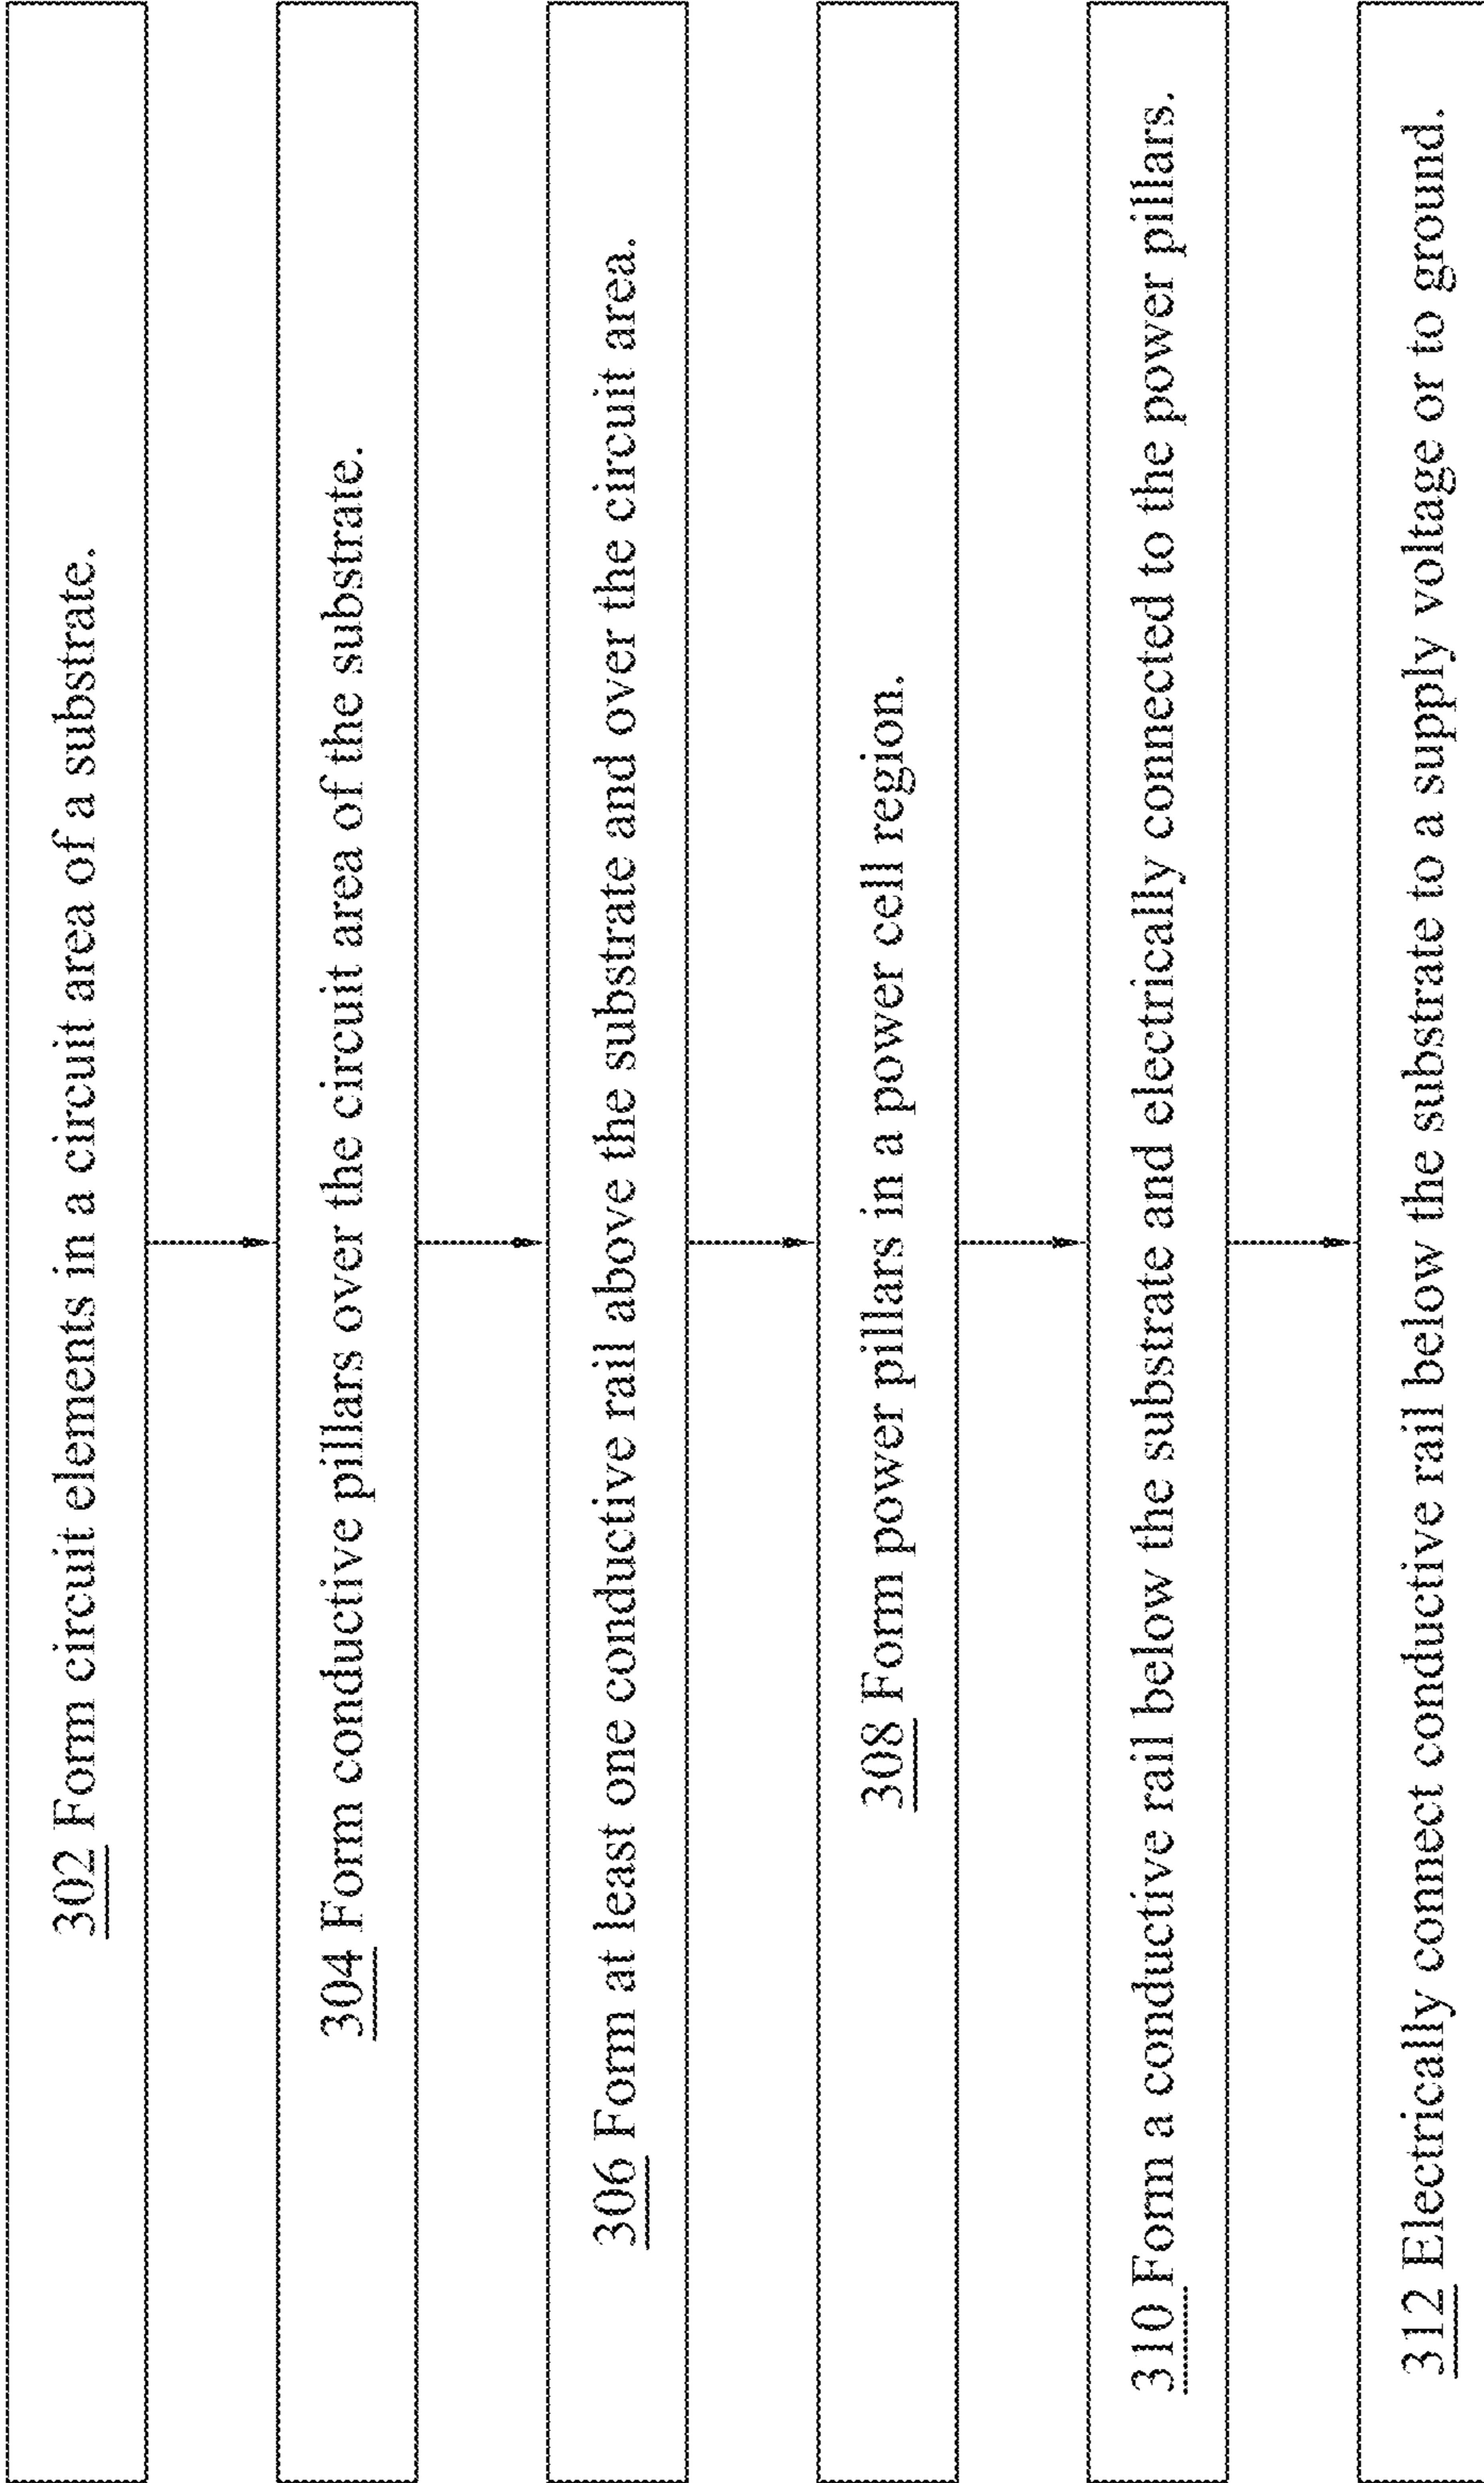 302 Form circuit elements in a circuit area of a substrate.
304 Form conductive pillars over the circuit area of the substrate.
306 Form at least one conductive rail above the substrate and over the circuit area.
308 Form power pillars in a power cell region.
310 Form a conductive rail below the substrate and electrically connected to the power pillars.
312 Electrically connect conductive rail below the substrate to a supply voltage or to ground.